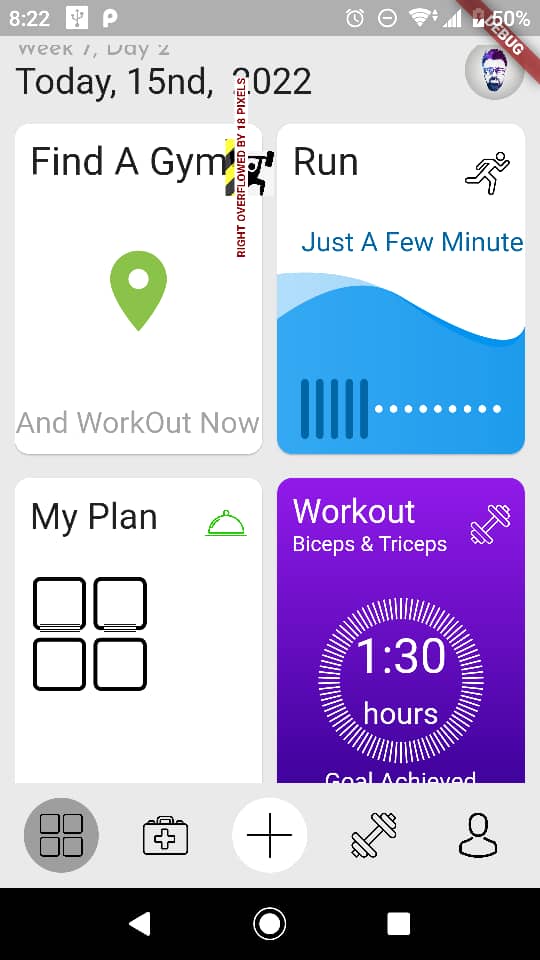 8:22
50%
DEBUG
Week 7, Day 2
Today, 15nd, 2022
Find A Gym
RIGHT OVERFLOWED BY 18 PIXELS
And WorkOut Now
Run
Just A Few Minute
My Plan
Workout
Biceps & Triceps
1:30
hours
Goal Achieved